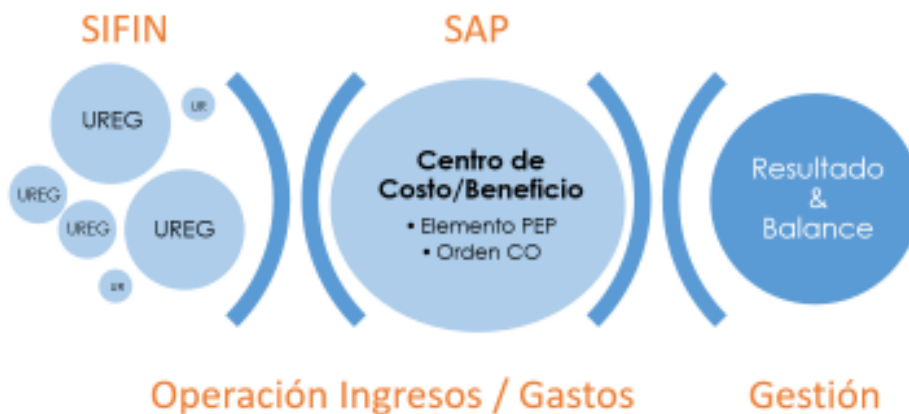 SIFIN
SAP
UREG
UR
UREG
UREG
UREG
UR
Centro de
Costo/Beneficio
▪ Elemento PEP
▪ Orden CO
Resultado
&
Balance
Operación Ingresos / Gastos
Gestión